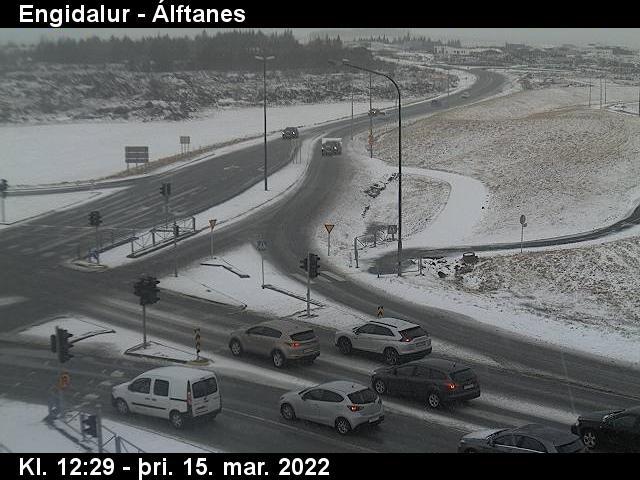 Engidalur - Álftanes
Kl. 12:29 - þri. 15. mar. 2022